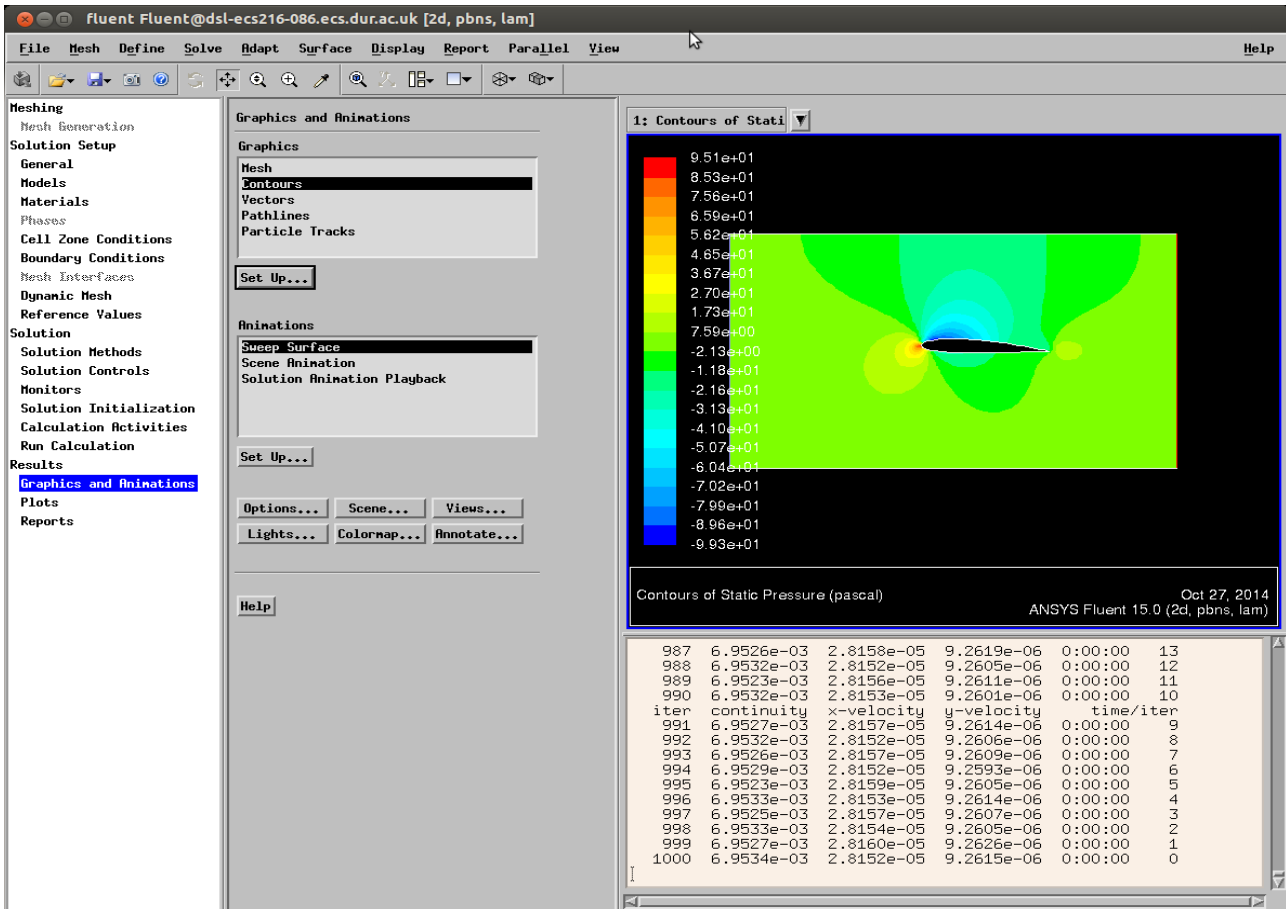 fluent Fluent@dsl-ecs216-086.ecs.dur.ac.uk [2d, pbns, lam]
File Mesh Define Solve Adapt Surface Display Report Parallel View Help
Meshing
Mesh Generation
Solution Setup
General
Models
Materials
Phases
Cell Zone Conditions
Boundary Conditions
Mesh Interfaces
Dynamic Mesh
Reference Values
Solution
Solution Methods
Solution Controls
Monitors
Solution Initialization
Calculation Activities
Run Calculation
Results
Graphics and Animations
Plots
Reports
Graphics and Animations
Graphics
Mesh
Contours
Vectors
Pathlines
Particle Tracks
Set Up...
Animations
Sweep Surface
Scene Animation
Solution Animation Playback
Set Up...
Options... Scene... Views...
Lights... Colormap... Annotate...
Help
1: Contours of Stati
9.51e+01
8.53e+01
7.56e+01
6.59e+01
5.62e+01
4.65e+01
3.67e+01
2.70e+01
1.73e+01
7.59e+00
-2.13e+00
-1.18e+01
-2.16e+01
-3.13e+01
-4.10e+01
-5.07e+01
-6.04e+01
-7.02e+01
-7.99e+01
-8.96e+01
-9.93e+01
Contours of Static Pressure (pascal)
Oct 27, 2014
ANSYS Fluent 15.0 (2d, pbns, lam)
987 6.9526e-03 2.8158e-05 9.2619e-06 0:00:00 13
988 6.9532e-03 2.8152e-05 9.2605e-06 0:00:00 12
989 6.9523e-03 2.8156e-05 9.2611e-06 0:00:00 11
990 6.9532e-03 2.8153e-05 9.2601e-06 0:00:00 10
iter continuity x-velocity y-velocity time/iter
991 6.9527e-03 2.8157e-05 9.2614e-06 0:00:00 9
992 6.9532e-03 2.8152e-05 9.2606e-06 0:00:00 8
993 6.9526e-03 2.8157e-05 9.2609e-06 0:00:00 7
994 6.9529e-03 2.8152e-05 9.2593e-06 0:00:00 6
995 6.9523e-03 2.8159e-05 9.2605e-06 0:00:00 5
996 6.9533e-03 2.8153e-05 9.2614e-06 0:00:00 4
997 6.9525e-03 2.8157e-05 9.2607e-06 0:00:00 3
998 6.9533e-03 2.8154e-05 9.2605e-06 0:00:00 2
999 6.9527e-03 2.8160e-05 9.2626e-06 0:00:00 1
1000 6.9534e-03 2.8152e-05 9.2615e-06 0:00:00 0